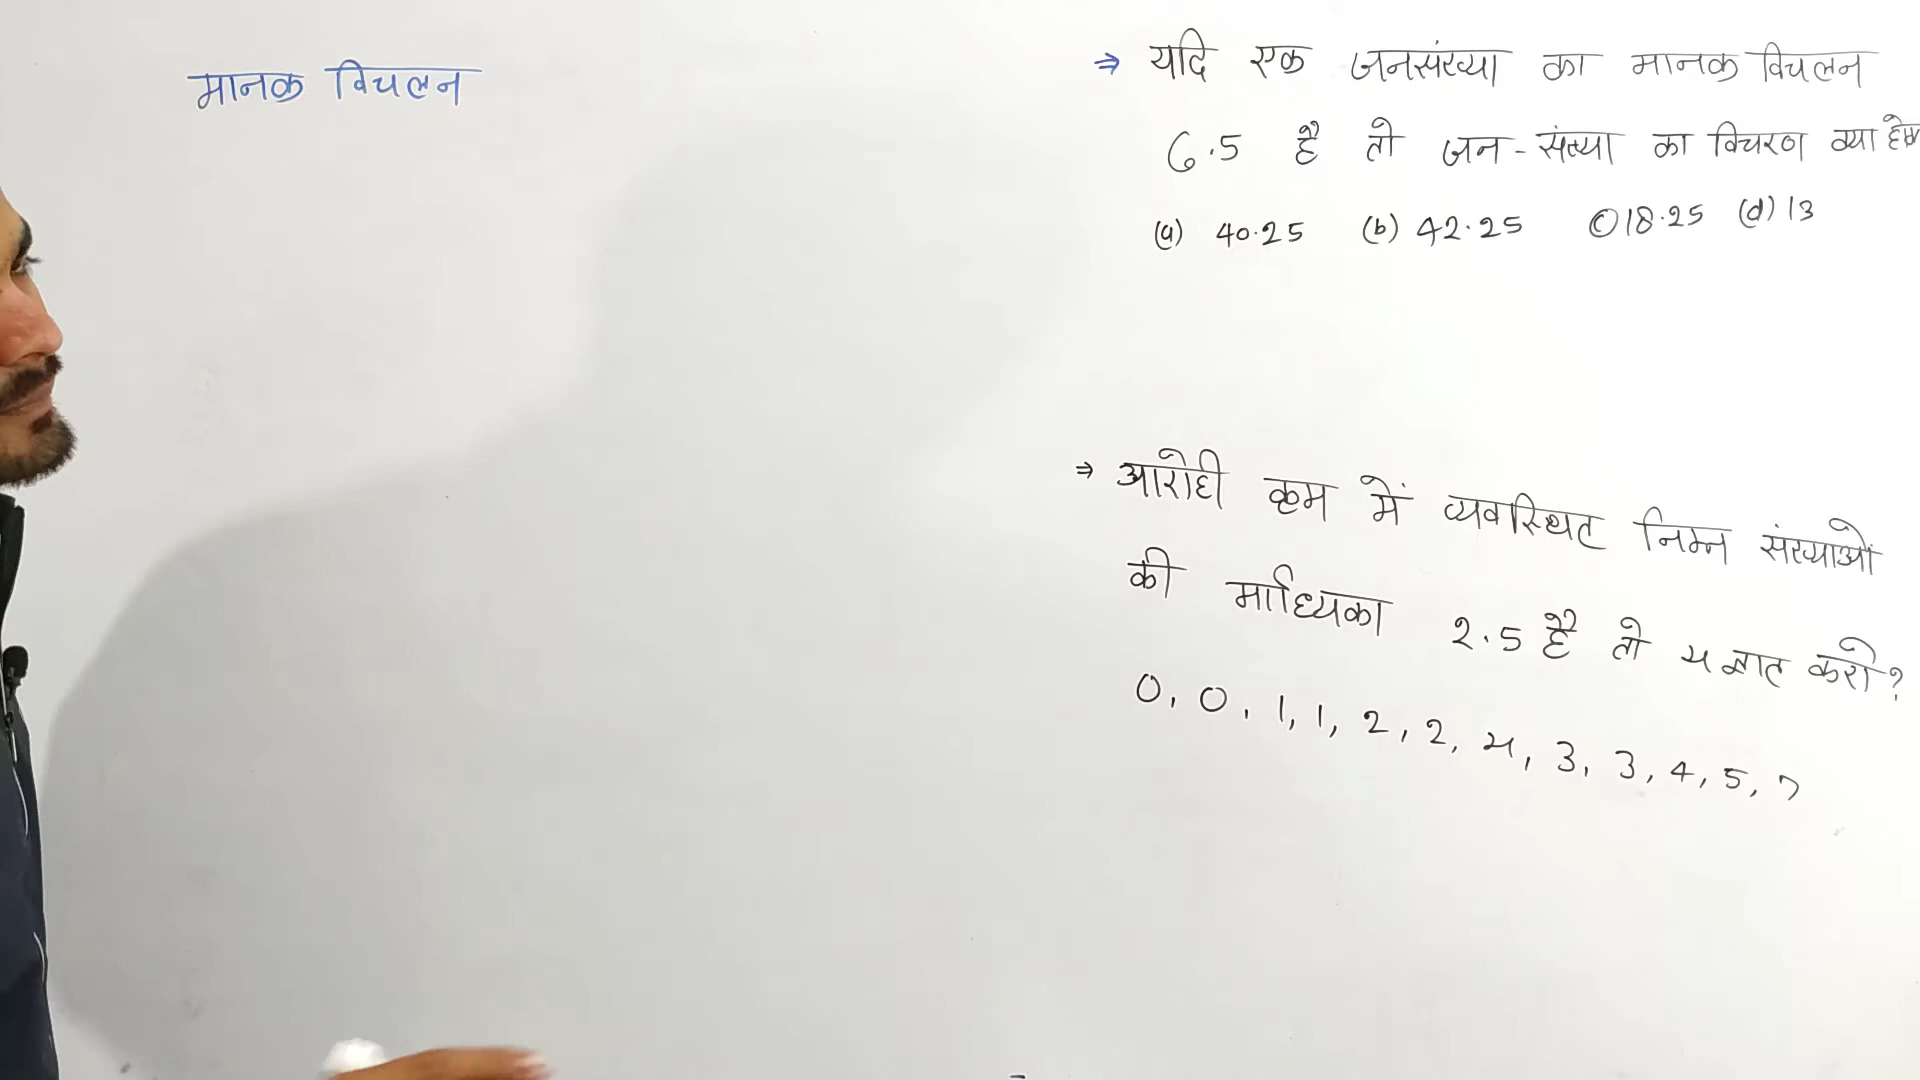 मानक विचलन
⇒ यदि एक जनसंख्या का मानक विचलन
6.5 है तो जन-संख्या का विचरण क्या होगा
(a) 40.25 (b) 42.25 (c) 18.25 (d) 13
⇒ आरोही क्रम में व्यवस्थित निम्न संख्याओं
की माध्यिका 2.5 है तो x ज्ञात करो?
0, 0, 1, 1, 2, 2, x, 3, 3, 4, 5, 7